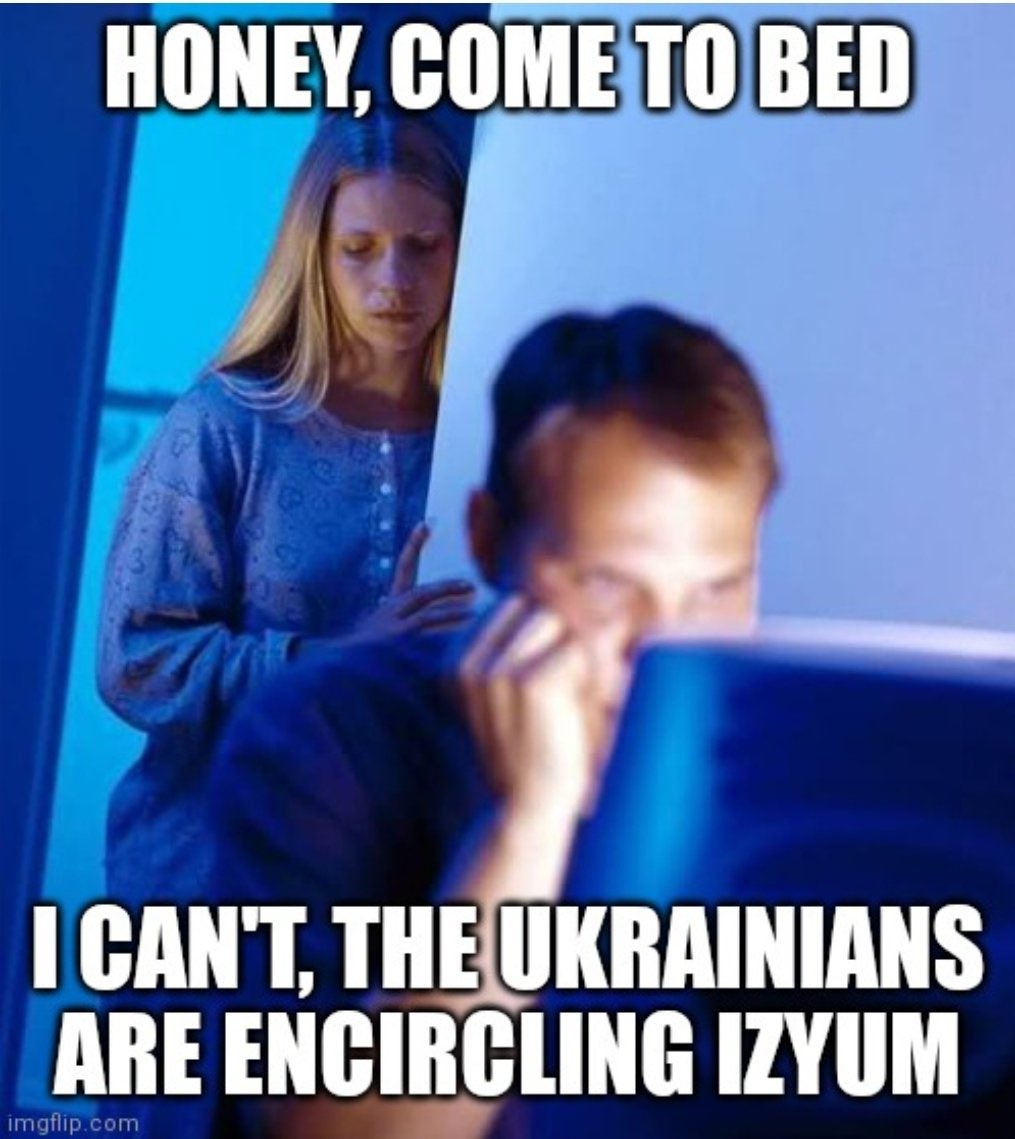 HONEY, COME TO BED
I CAN'T, THE UKRAINIANS
ARE ENCIRCLING IZYUM
imgflip.com